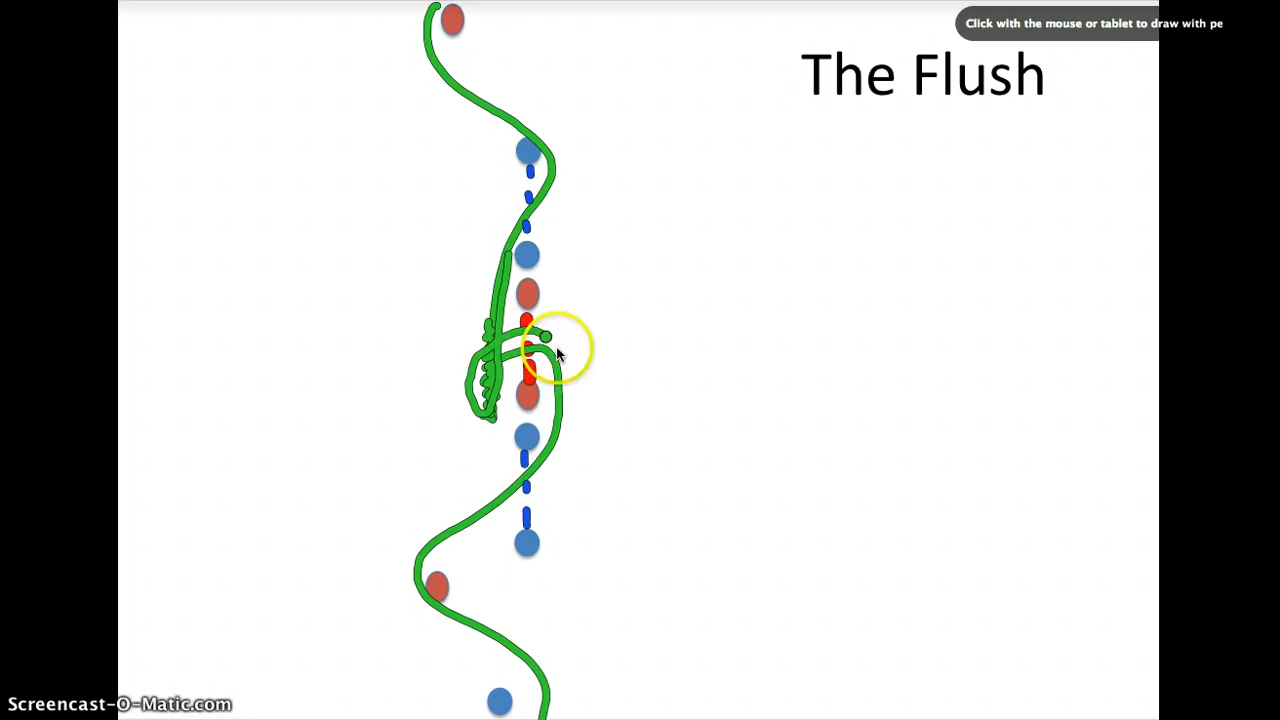 Click with the mouse or tablet to draw with pe
The Flush
Screencast-O-Matic.com